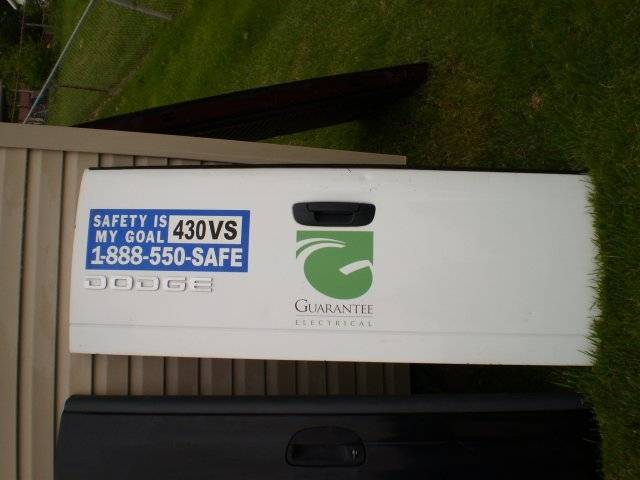 SAFETY IS
MY GOAL
430VS
1-888-550-SAFE
DODGE
GUARANTEE
ELECTRICAL